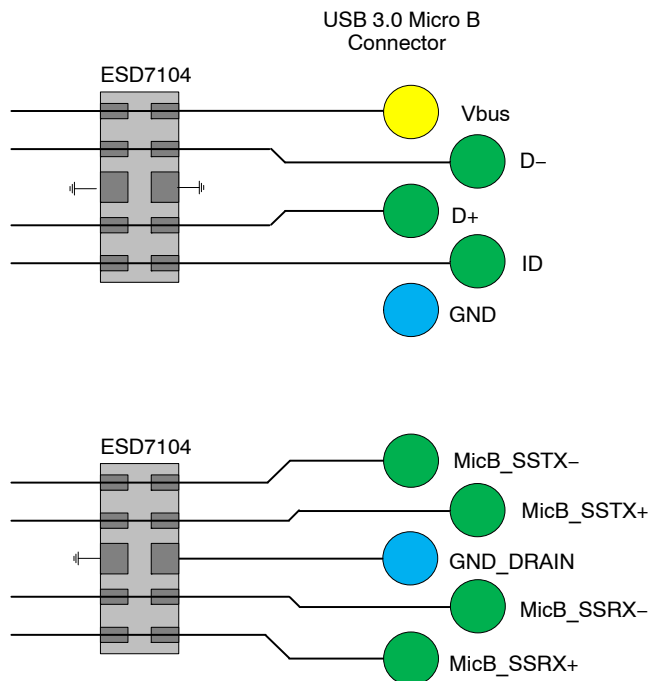 USB 3.0 Micro B
Connector
ESD7104
Vbus
D−
D+
ID
GND
ESD7104
MicB_SSTX−
MicB_SSTX+
GND_DRAIN
MicB_SSRX−
MicB_SSRX+